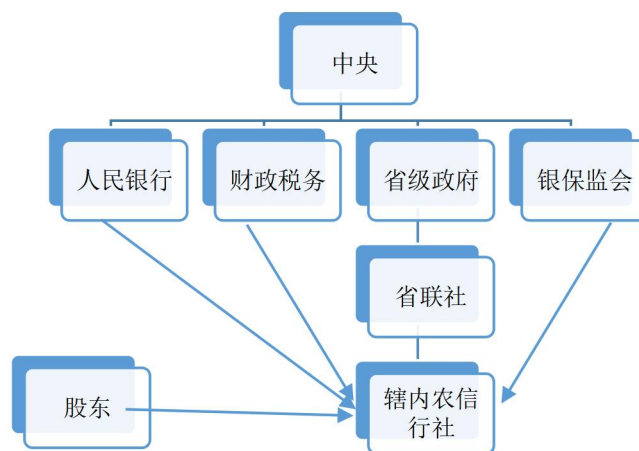 中央
人民银行
财政税务
省级政府
银保监会
省联社
股东
辖内农信
行社